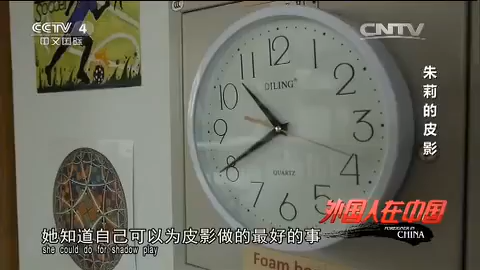 CCTV 4
中文国际
CNTV
朱莉的皮影
12
1
2
3
4
5
6
7
8
9
10
11
DILING
QUARTZ
外国人在中国
FOREIGNER IN
CHINA
她知道自己可以为皮影做的最好的事
she could do for shadow play